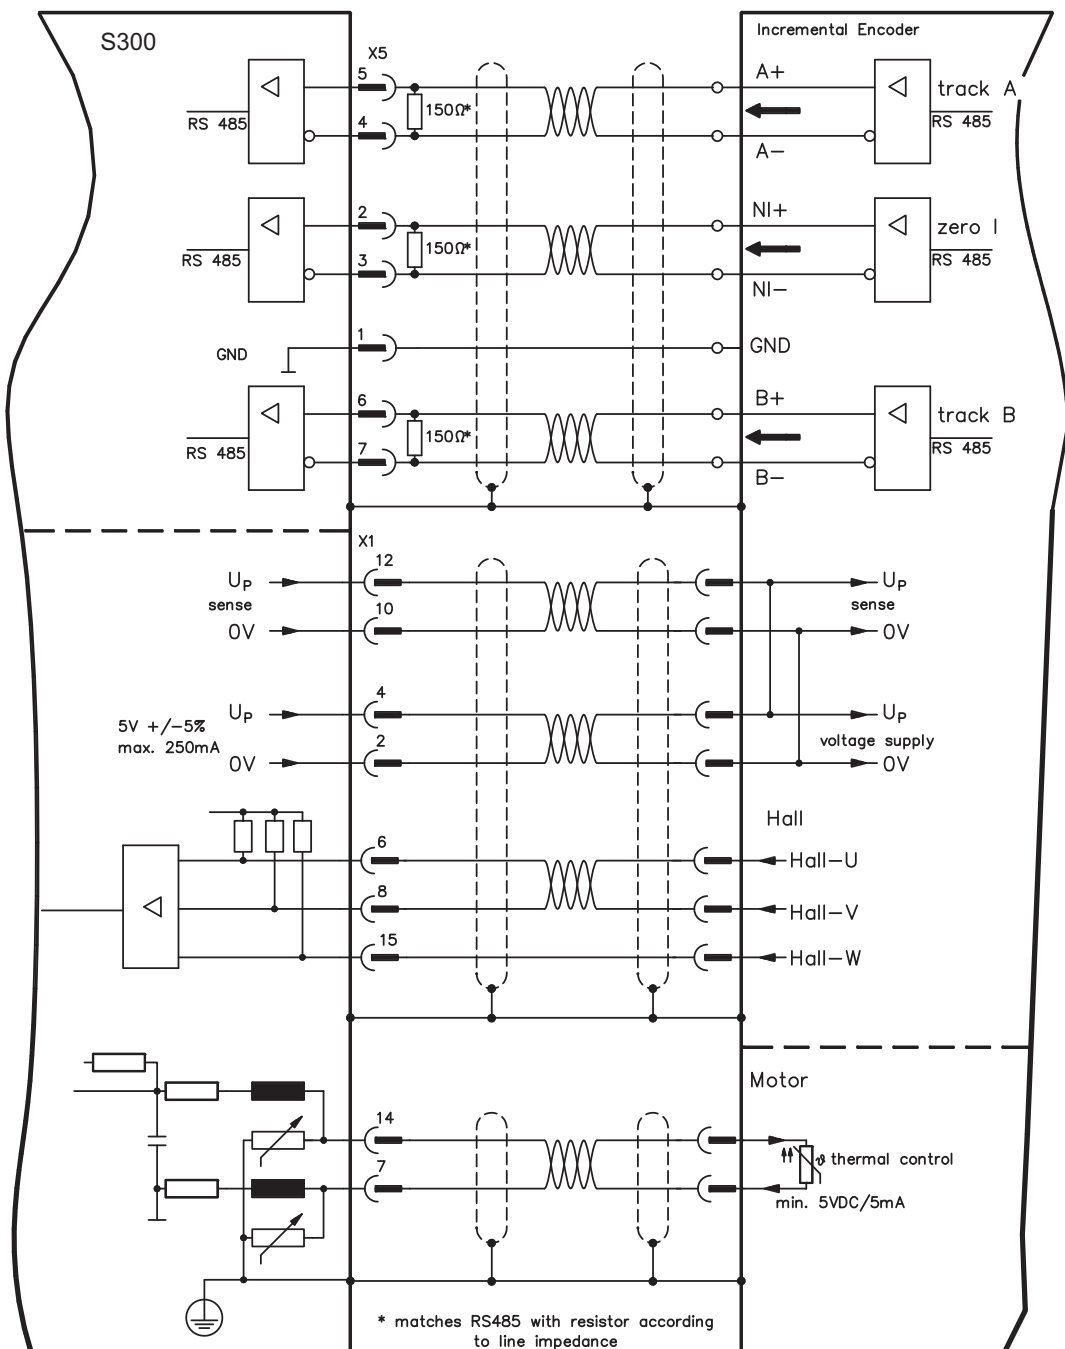 S300
Incremental Encoder
X5
5
A+
track A
150Ω*
RS 485
RS 485
4
A−
2
NI+
zero I
150Ω*
RS 485
RS 485
3
NI−
1
GND
GND
6
B+
track B
150Ω*
RS 485
RS 485
7
B−
X1
12
UP
UP
sense
sense
10
0V
0V
4
UP
UP
5V +/−5%
max. 250mA
voltage supply
2
0V
0V
Hall
6
Hall−U
8
Hall−V
15
Hall−W
Motor
14
ϑ thermal control
7
min. 5VDC/5mA
* matches RS485 with resistor according
to line impedance